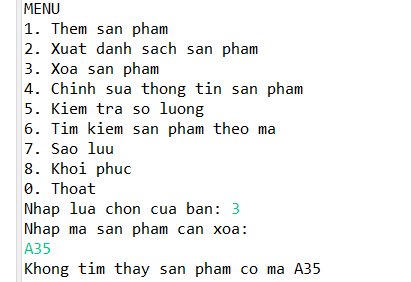 MENU
1. Them san pham
2. Xuat danh sach san pham
3. Xoa san pham
4. Chinh sua thong tin san pham
5. Kiem tra so luong
6. Tim kiem san pham theo ma
7. Sao luu
8. Khoi phuc
0. Thoat
Nhap lua chon cua ban: 3
Nhap ma san pham can xoa:
A35
Khong tim thay san pham co ma A35